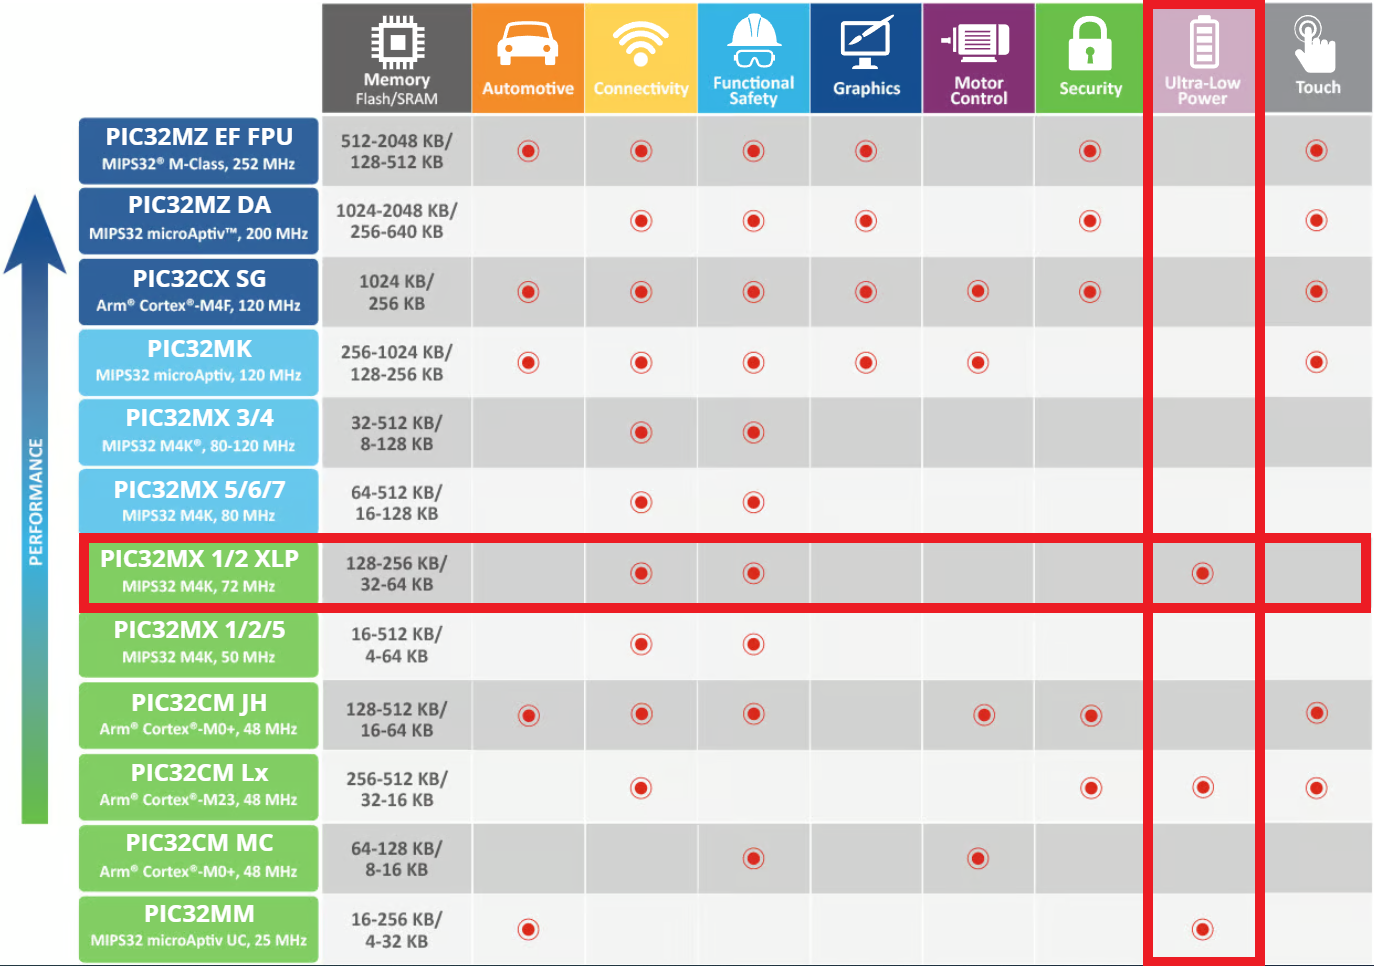 Memory
Flash/SRAM
Automotive
Connectivity
Functional
Safety
Graphics
Motor
Control
Security
Ultra-Low
Power
Touch
PERFORMANCE
PIC32MZ EF FPU
MIPS32® M-Class, 252 MHz
512-2048 KB/
128-512 KB
PIC32MZ DA
MIPS32 microAptiv™, 200 MHz
1024-2048 KB/
256-640 KB
PIC32CX SG
Arm® Cortex®-M4F, 120 MHz
1024 KB/
256 KB
PIC32MK
MIPS32 microAptiv, 120 MHz
256-1024 KB/
128-256 KB
PIC32MX 3/4
MIPS32 M4K®, 80-120 MHz
32-512 KB/
8-128 KB
PIC32MX 5/6/7
MIPS32 M4K, 80 MHz
64-512 KB/
16-128 KB
PIC32MX 1/2 XLP
MIPS32 M4K, 72 MHz
128-256 KB/
32-64 KB
PIC32MX 1/2/5
MIPS32 M4K, 50 MHz
16-512 KB/
4-64 KB
PIC32CM JH
Arm® Cortex®-M0+, 48 MHz
128-512 KB/
16-64 KB
PIC32CM Lx
Arm® Cortex®-M23, 48 MHz
256-512 KB/
32-16 KB
PIC32CM MC
Arm® Cortex®-M0+, 48 MHz
64-128 KB/
8-16 KB
PIC32MM
MIPS32 microAptiv UC, 25 MHz
16-256 KB/
4-32 KB